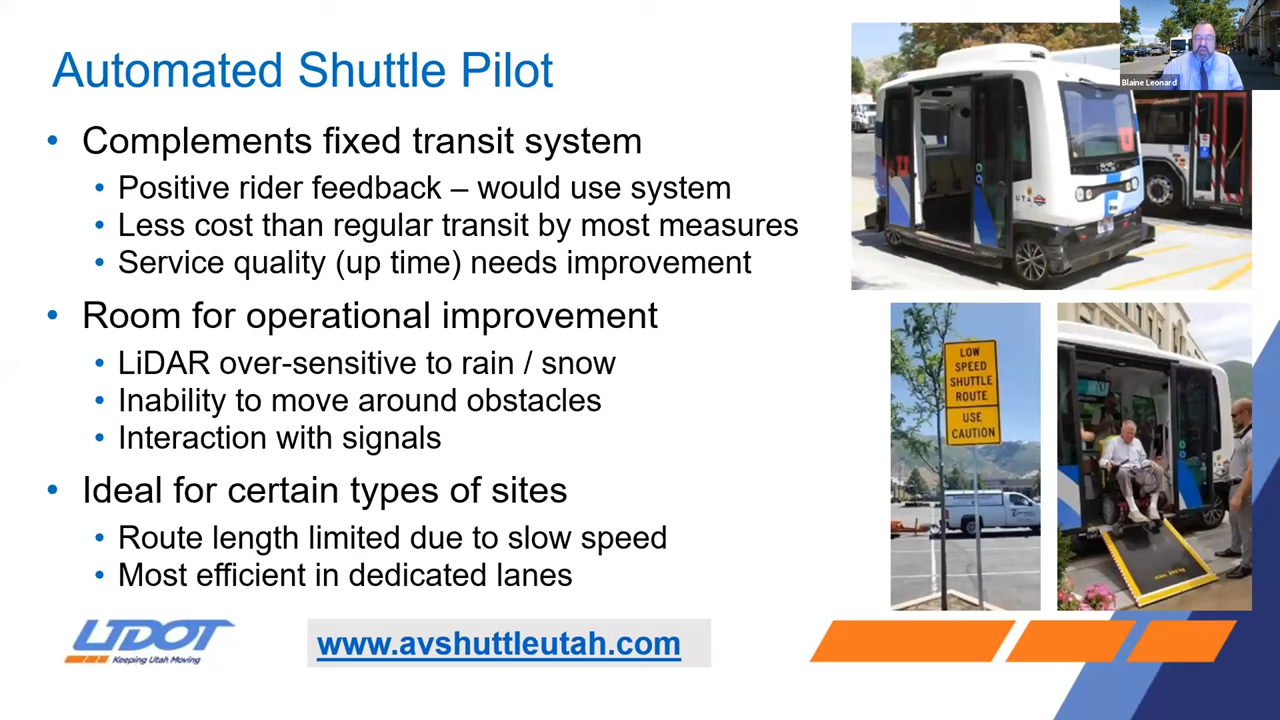 Automated Shuttle Pilot
• Complements fixed transit system
• Positive rider feedback – would use system
• Less cost than regular transit by most measures
• Service quality (up time) needs improvement
• Room for operational improvement
• LiDAR over-sensitive to rain / snow
• Inability to move around obstacles
• Interaction with signals
• Ideal for certain types of sites
• Route length limited due to slow speed
• Most efficient in dedicated lanes
UDOT
Keeping Utah Moving
www.avshuttleutah.com
Blaine Leonard
UTA
LOW
SPEED
SHUTTLE
ROUTE
USE
CAUTION